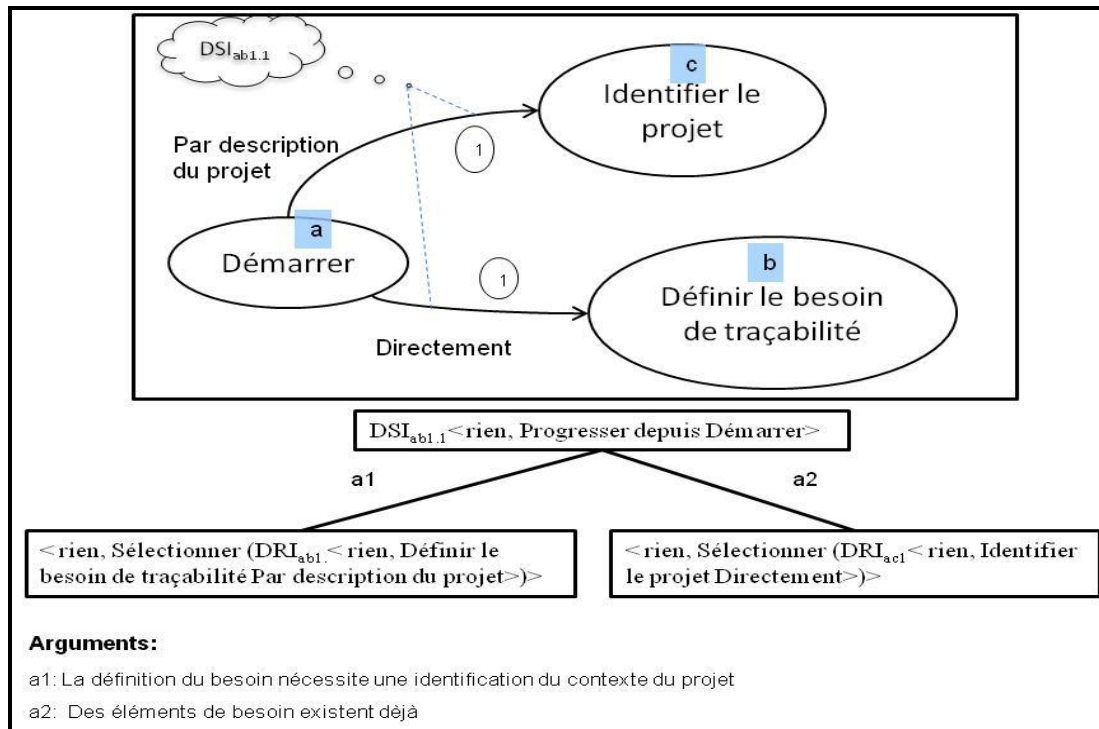 DSIab1.1
c
Identifier le
projet
Par description
du projet
1
a
Démarrer
1
b
Définir le besoin
de traçabilité
Directement
DSIab1.1<rien, Progresser depuis Démarrer>
a1
a2
< rien, Sélectionner (DRIab1.< rien, Définir le
besoin de traçabilité Par description du projet>)>
< rien, Sélectionner (DRIac1< rien, Identifier
le projet Directement>)>
Arguments:
a1: La définition du besoin nécessite une identification du contexte du projet
a2: Des éléments de besoin existent déjà